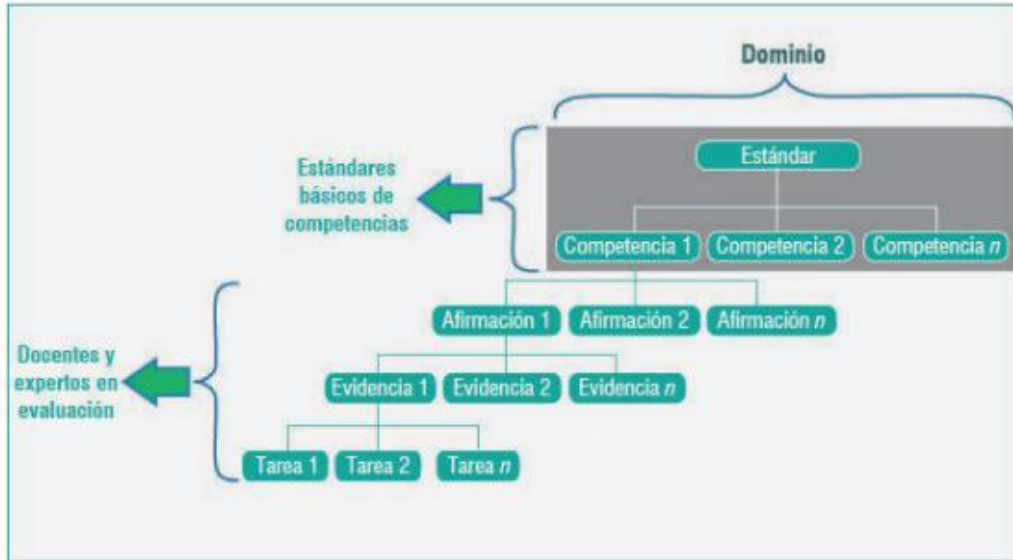 Dominio
Estándar
Estándares
básicos de
competencias
Competencia 1
Competencia 2
Competencia n
Afirmación 1
Afirmación 2
Afirmación n
Docentes y
expertos en
evaluación
Evidencia 1
Evidencia 2
Evidencia n
Tarea 1
Tarea 2
Tarea n